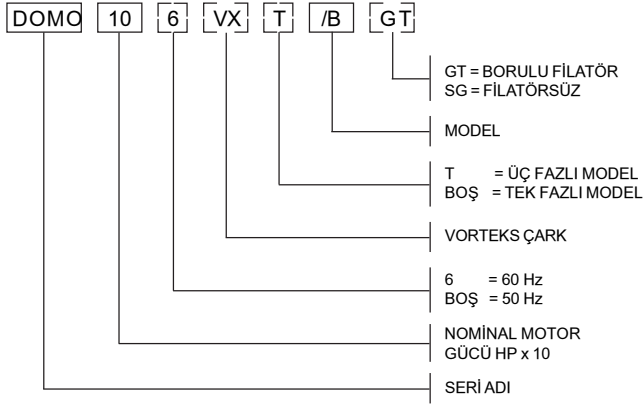 DOMO 10 6 VX T /B GT
GT = BORULU FİLATÖR
SG = FİLATÖRSÜZ
MODEL
T = ÜÇ FAZLI MODEL
BOŞ = TEK FAZLI MODEL
VORTEKS ÇARK
6 = 60 Hz
BOŞ = 50 Hz
NOMİNAL MOTOR
GÜCÜ HP x 10
SERİ ADI